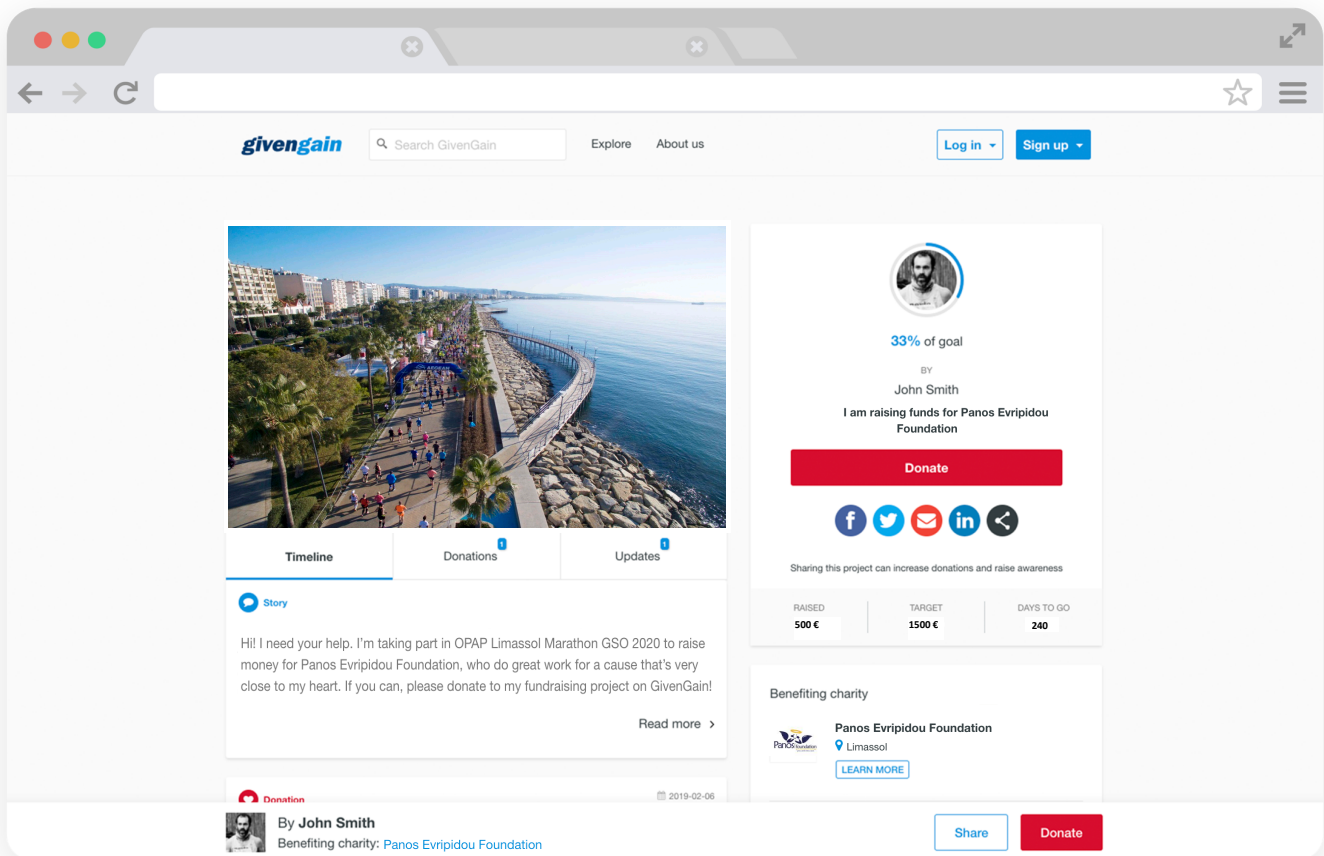 givengain
Search GivenGain
Explore
About us
Log in
Sign up
AEGEAN
33% of goal
BY
John Smith
I am raising funds for Panos Evripidou
Foundation
Donate
Sharing this project can increase donations and raise awareness
RAISED
TARGET
DAYS TO GO
500 €
1500 €
240
Timeline
Donations
1
Updates
1
Story
Hi! I need your help. I'm taking part in OPAP Limassol Marathon GSO 2020 to raise
money for Panos Evripidou Foundation, who do great work for a cause that's very
close to my heart. If you can, please donate to my fundraising project on GivenGain!
Read more
Benefiting charity
Panos foundation
Panos Evripidou Foundation
Limassol
LEARN MORE
Donation
2019-02-06
By John Smith
Benefiting charity: Panos Evripidou Foundation
Share
Donate